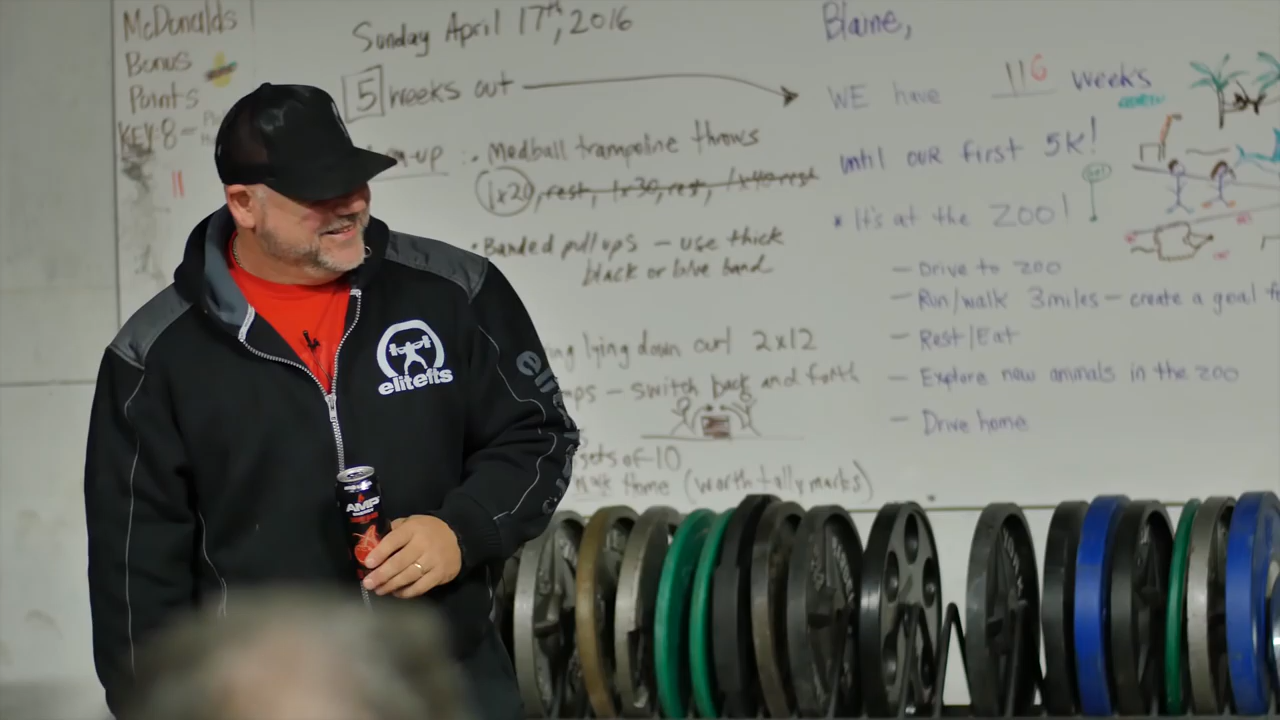 McDonalds
Bonus
Points
KEY: 8 =
Sunday April 17th, 2016
5 weeks out
: • Medball trampoline throws
1x20, rest, 1x30, rest,
• Banded pullups — use thick
black or blue band
lying down curl 2x12
— switch back and forth
sets of 10
Home (worth tally marks)
Blaine,
WE have 116 weeks
until our first 5K!
* It's at the ZOO!
— Drive to zoo
— Run/walk 3 miles — create a goal
— Rest/Eat
— Explore new animals in the zoo
— Drive home
elitefts
AMP